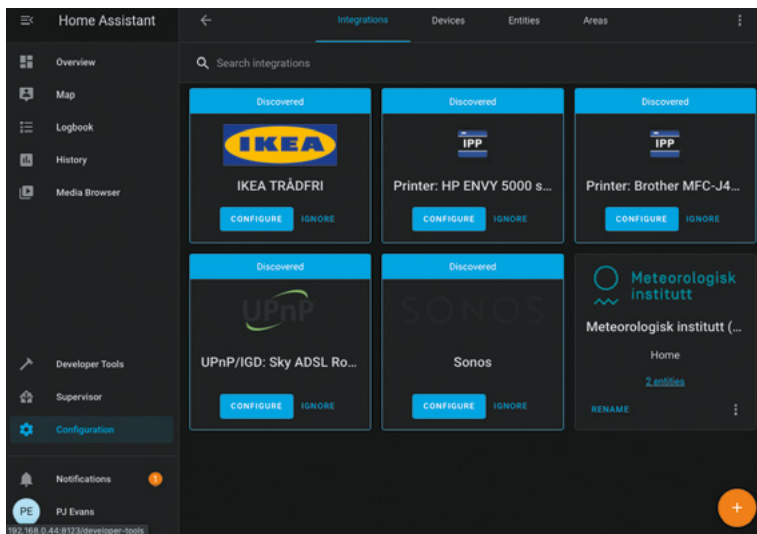 Home Assistant
Integrations
Devices
Entities
Areas
Overview
Map
Logbook
History
Media Browser
Developer Tools
Supervisor
Configuration
Notifications
1
PE
PJ Evans
192.168.0.44:8123/developer-tools
Search integrations
Discovered
IKEA
IKEA TRÅDFRI
CONFIGURE IGNORE
Discovered
IPP
Printer: HP ENVY 5000 s...
CONFIGURE IGNORE
Discovered
IPP
Printer: Brother MFC-J4...
CONFIGURE IGNORE
Discovered
UPnP
UPnP/IGD: Sky ADSL Ro...
CONFIGURE IGNORE
Discovered
SONOS
Sonos
CONFIGURE IGNORE
Meteorologisk
institutt
Meteorologisk institutt (...
Home
2 entities
RENAME